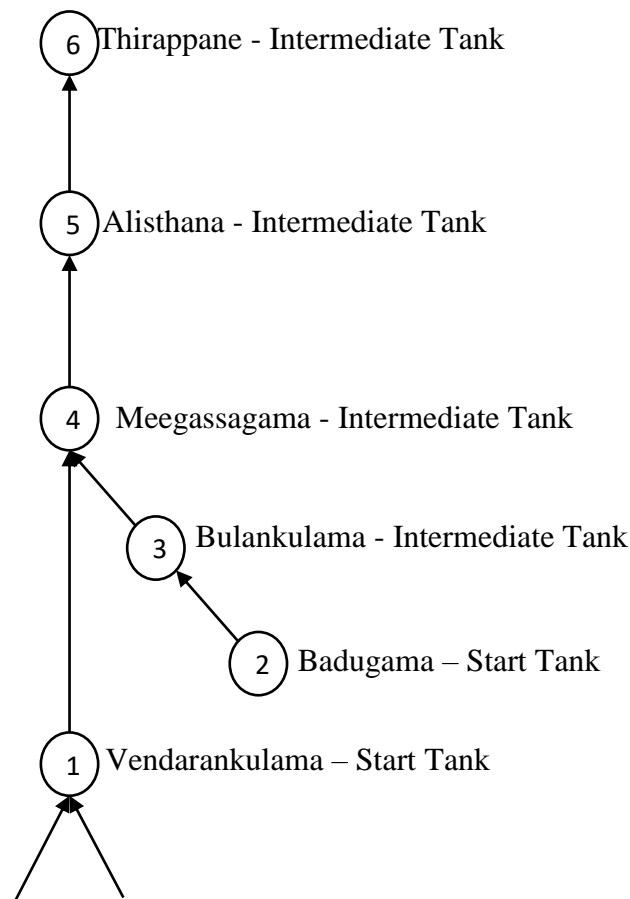 6 Thirappane - Intermediate Tank
5 Alisthana - Intermediate Tank
4 Meegassagama - Intermediate Tank
3 Bulankulama - Intermediate Tank
2 Badugama – Start Tank
1 Vendarankulama – Start Tank